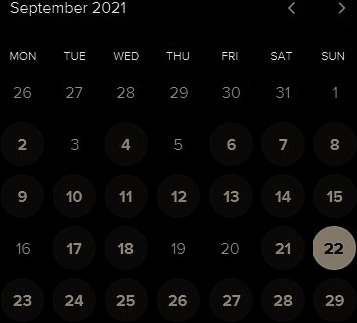 September 2021
MON TUE WED THU FRI SAT SUN
26 27 28 29 30 31 1
2 3 4 5 6 7 8
9 10 11 12 13 14 15
16 17 18 19 20 21 22
23 24 25 26 27 28 29